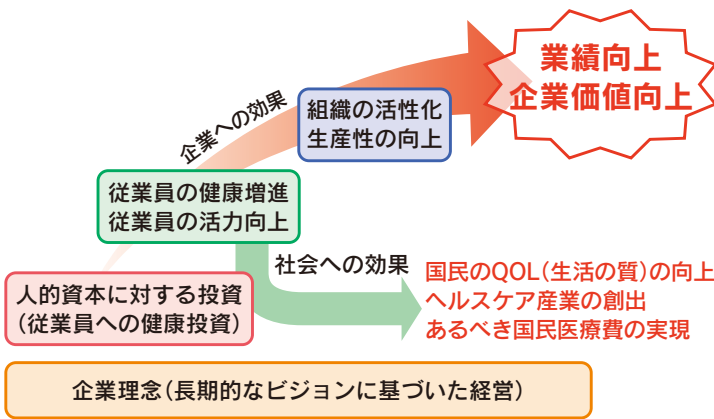 業績向上
企業価値向上
企業への効果
組織の活性化
生産性の向上
従業員の健康増進
従業員の活力向上
社会への効果
国民のQOL(生活の質)の向上
ヘルスケア産業の創出
あるべき国民医療費の実現
人的資本に対する投資
(従業員への健康投資)
企業理念(長期的なビジョンに基づいた経営)